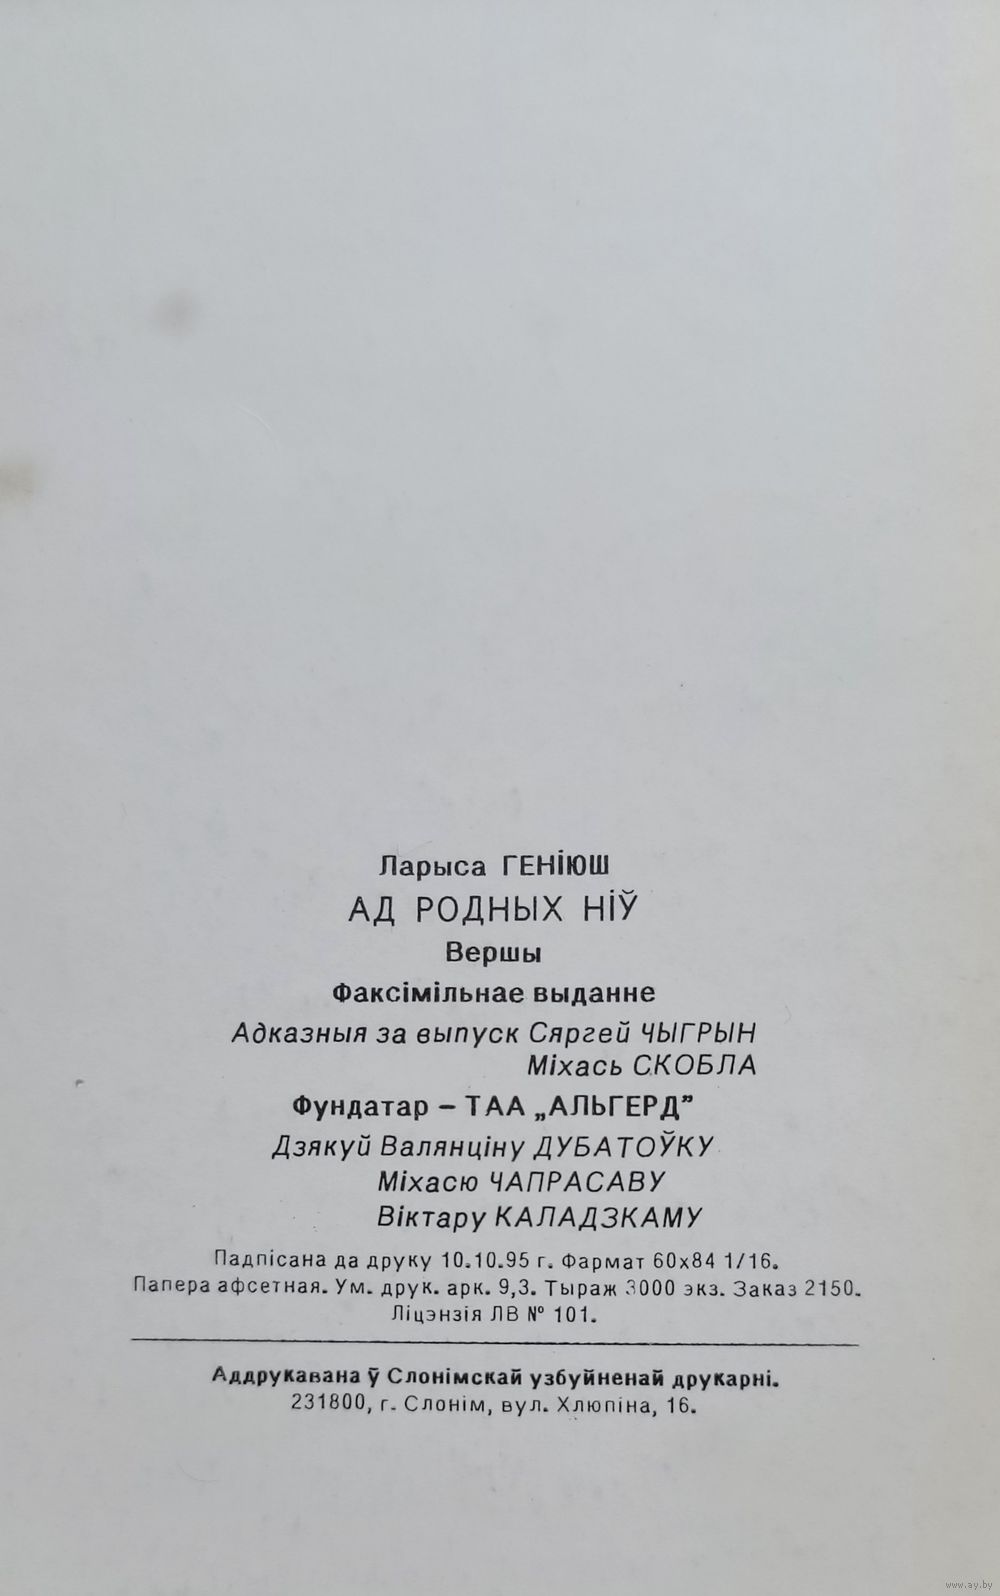 Ларыса ГЕНІЮШ
АД РОДНЫХ НІЎ
Вершы
Факсімільнае выданне
Адказныя за выпуск Сяргей ЧЫГРЫН
Міхась СКОБЛА
Фундатар – ТАА „АЛЬГЕРД”
Дзякуй Валянціну ДУБАТОЎКУ
Міхасю ЧАПРАСАВУ
Віктару КАЛАДЗКАМУ
Падпісана да друку 10.10.95 г. Фармат 60x84 1/16.
Папера афсетная. Ум. друк. арк. 9,3. Тыраж 3000 экз. Заказ 2150.
Ліцэнзія ЛВ № 101.
Аддрукавана ў Слонімскай узбуйненай друкарні.
231800, г. Слонім, вул. Хлюпіна, 16.
www.ay.by